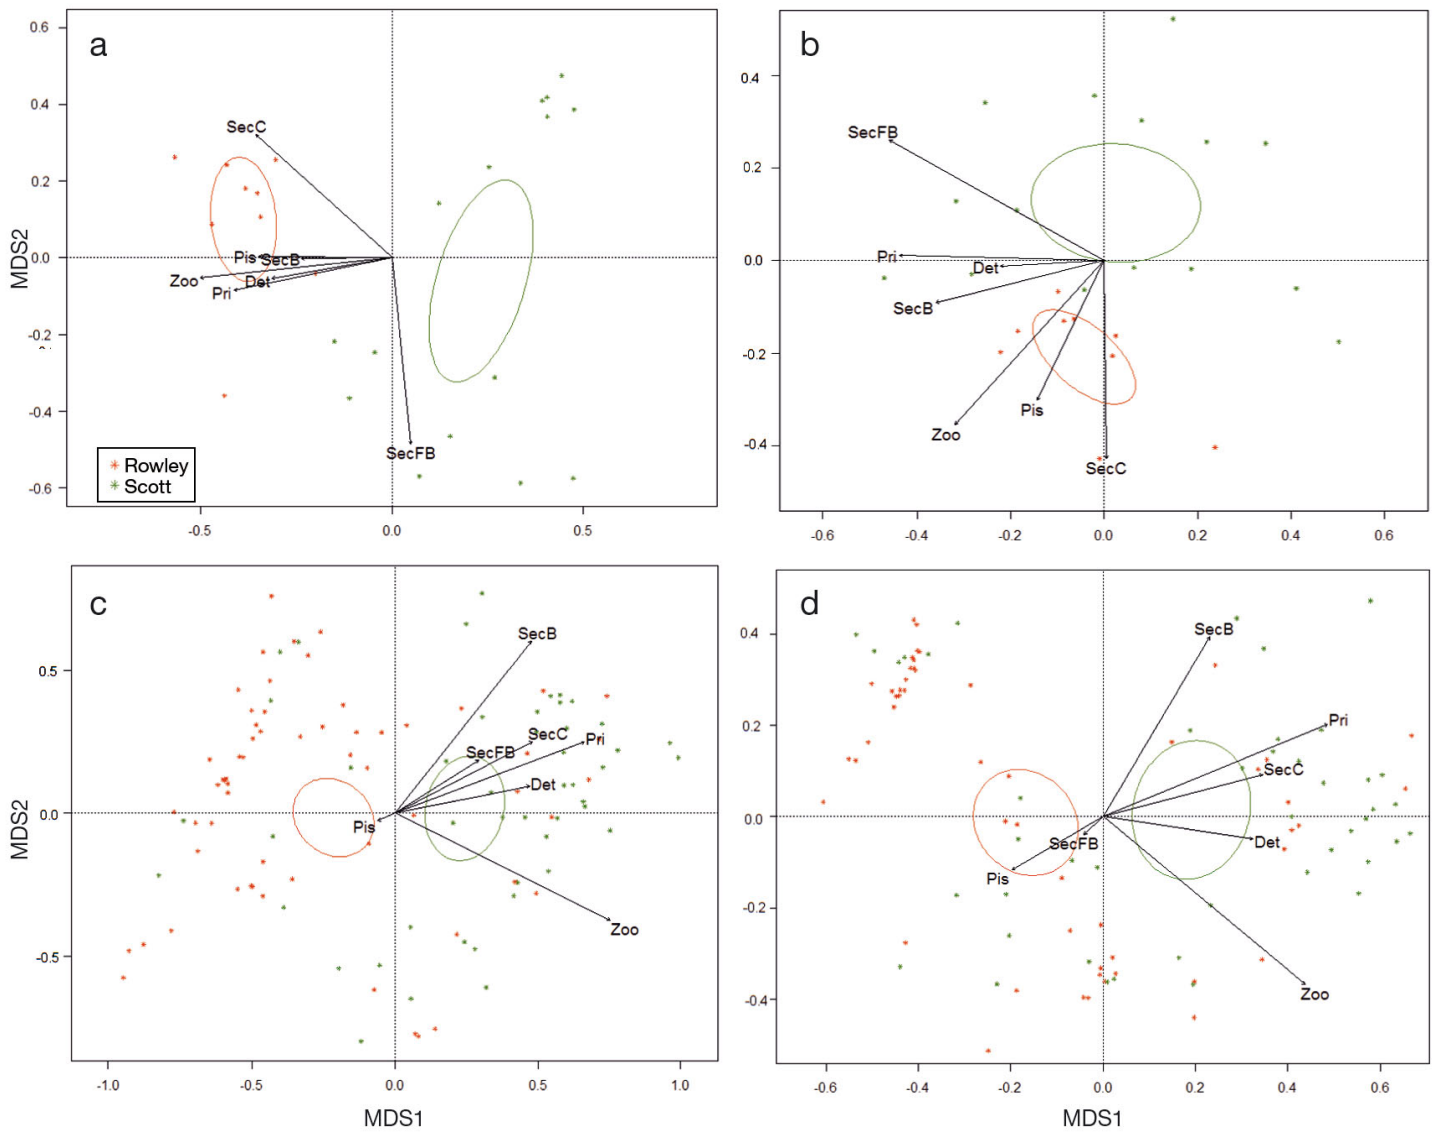 a
0.6
0.4
0.2
0.0
-0.2
-0.4
-0.6
MDS2
SecC
Pis
SecB
Zoo
Det
Pri
SecFB
Rowley
Scott
-0.5
0.0
0.5
b
0.4
0.2
0.0
-0.2
-0.4
SecFB
Pri
Det
SecB
Pis
Zoo
SecC
-0.6
-0.4
-0.2
0.0
0.2
0.4
0.6
c
0.5
0.0
-0.5
MDS2
SecB
SecC
Pri
SecFB
Det
Pis
Zoo
-1.0
-0.5
0.0
0.5
1.0
MDS1
d
0.4
0.2
0.0
-0.2
-0.4
SecB
Pri
SecC
Det
SecFB
Pis
Zoo
-0.6
-0.4
-0.2
0.0
0.2
0.4
0.6
MDS1